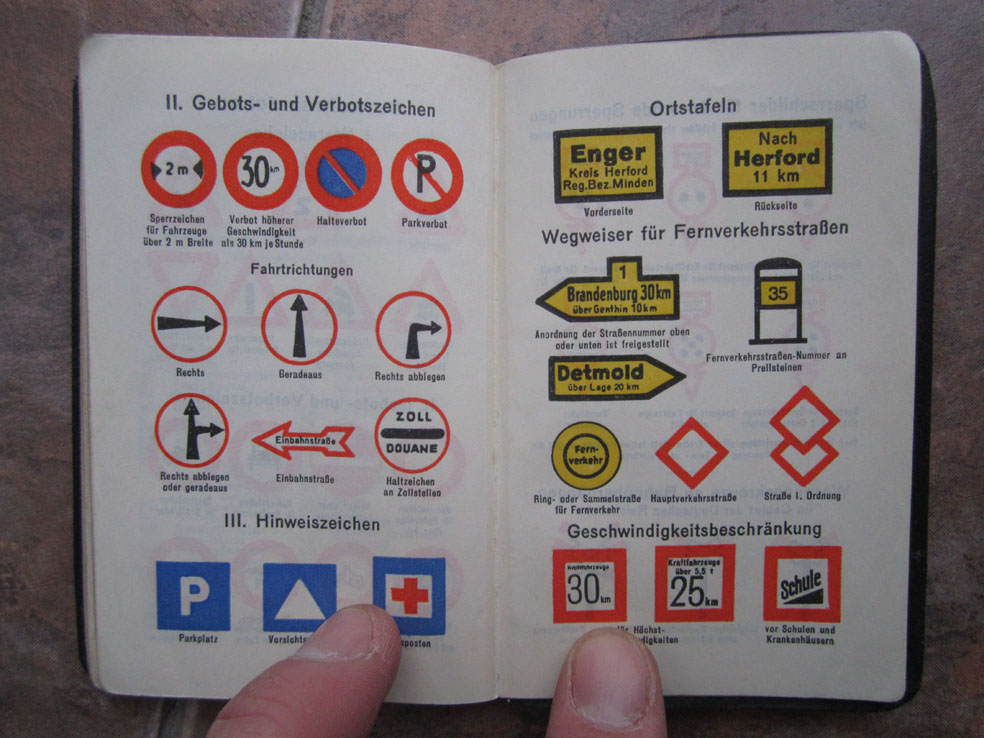 II. Gebots- und Verbotszeichen
2 m
30 km
P
Sperrzeichen
für Fahrzeuge
über 2 m Breite
Verbot höherer
Geschwindigkeit
als 30 km je Stunde
Halteverbot
Parkverbot
Fahrtrichtungen
Rechts
Geradeaus
Rechts abbiegen
ZOLL
DOUANE
Einbahnstraße
Rechts abbiegen
oder geradeaus
Einbahnstraße
Haltzeichen
an Zollstellen
III. Hinweiszeichen
P
Parkplatz
Ortstafeln
Enger
Kreis Herford
Reg.Bez.Minden
Nach
Herford
11 km
Vorderseite
Rückseite
Wegweiser für Fernverkehrsstraßen
1
Brandenburg 30 km
über Genthin 10 km
35
Anordnung der Straßennummer oben
oder unten ist freigestellt
Fernverkehrsstraßen-Nummer an
Prellsteinen
Detmold
über Lage 20 km
Fern-
verkehr
Ring- oder Sammelstraße
für Fernverkehr
Hauptverkehrsstraße
Straße I. Ordnung
Geschwindigkeitsbeschränkung
Kraftfahrzeuge
30 km
Kraftfahrzeuge
über 5,5 t
25 km
Schule
vor Schulen und
Krankenhäusern